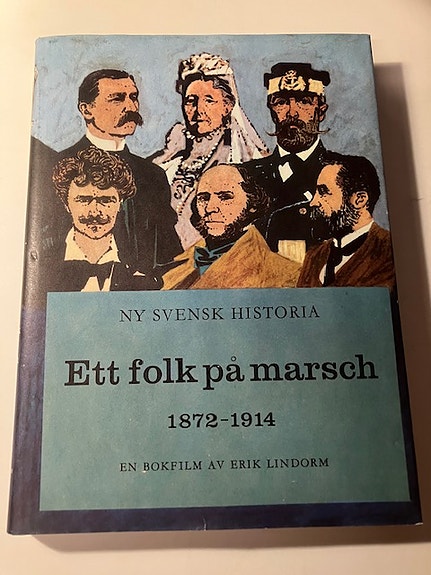 NY SVENSK HISTORIA
Ett folk på marsch
1872-1914
EN BOKFILM AV ERIK LINDORM